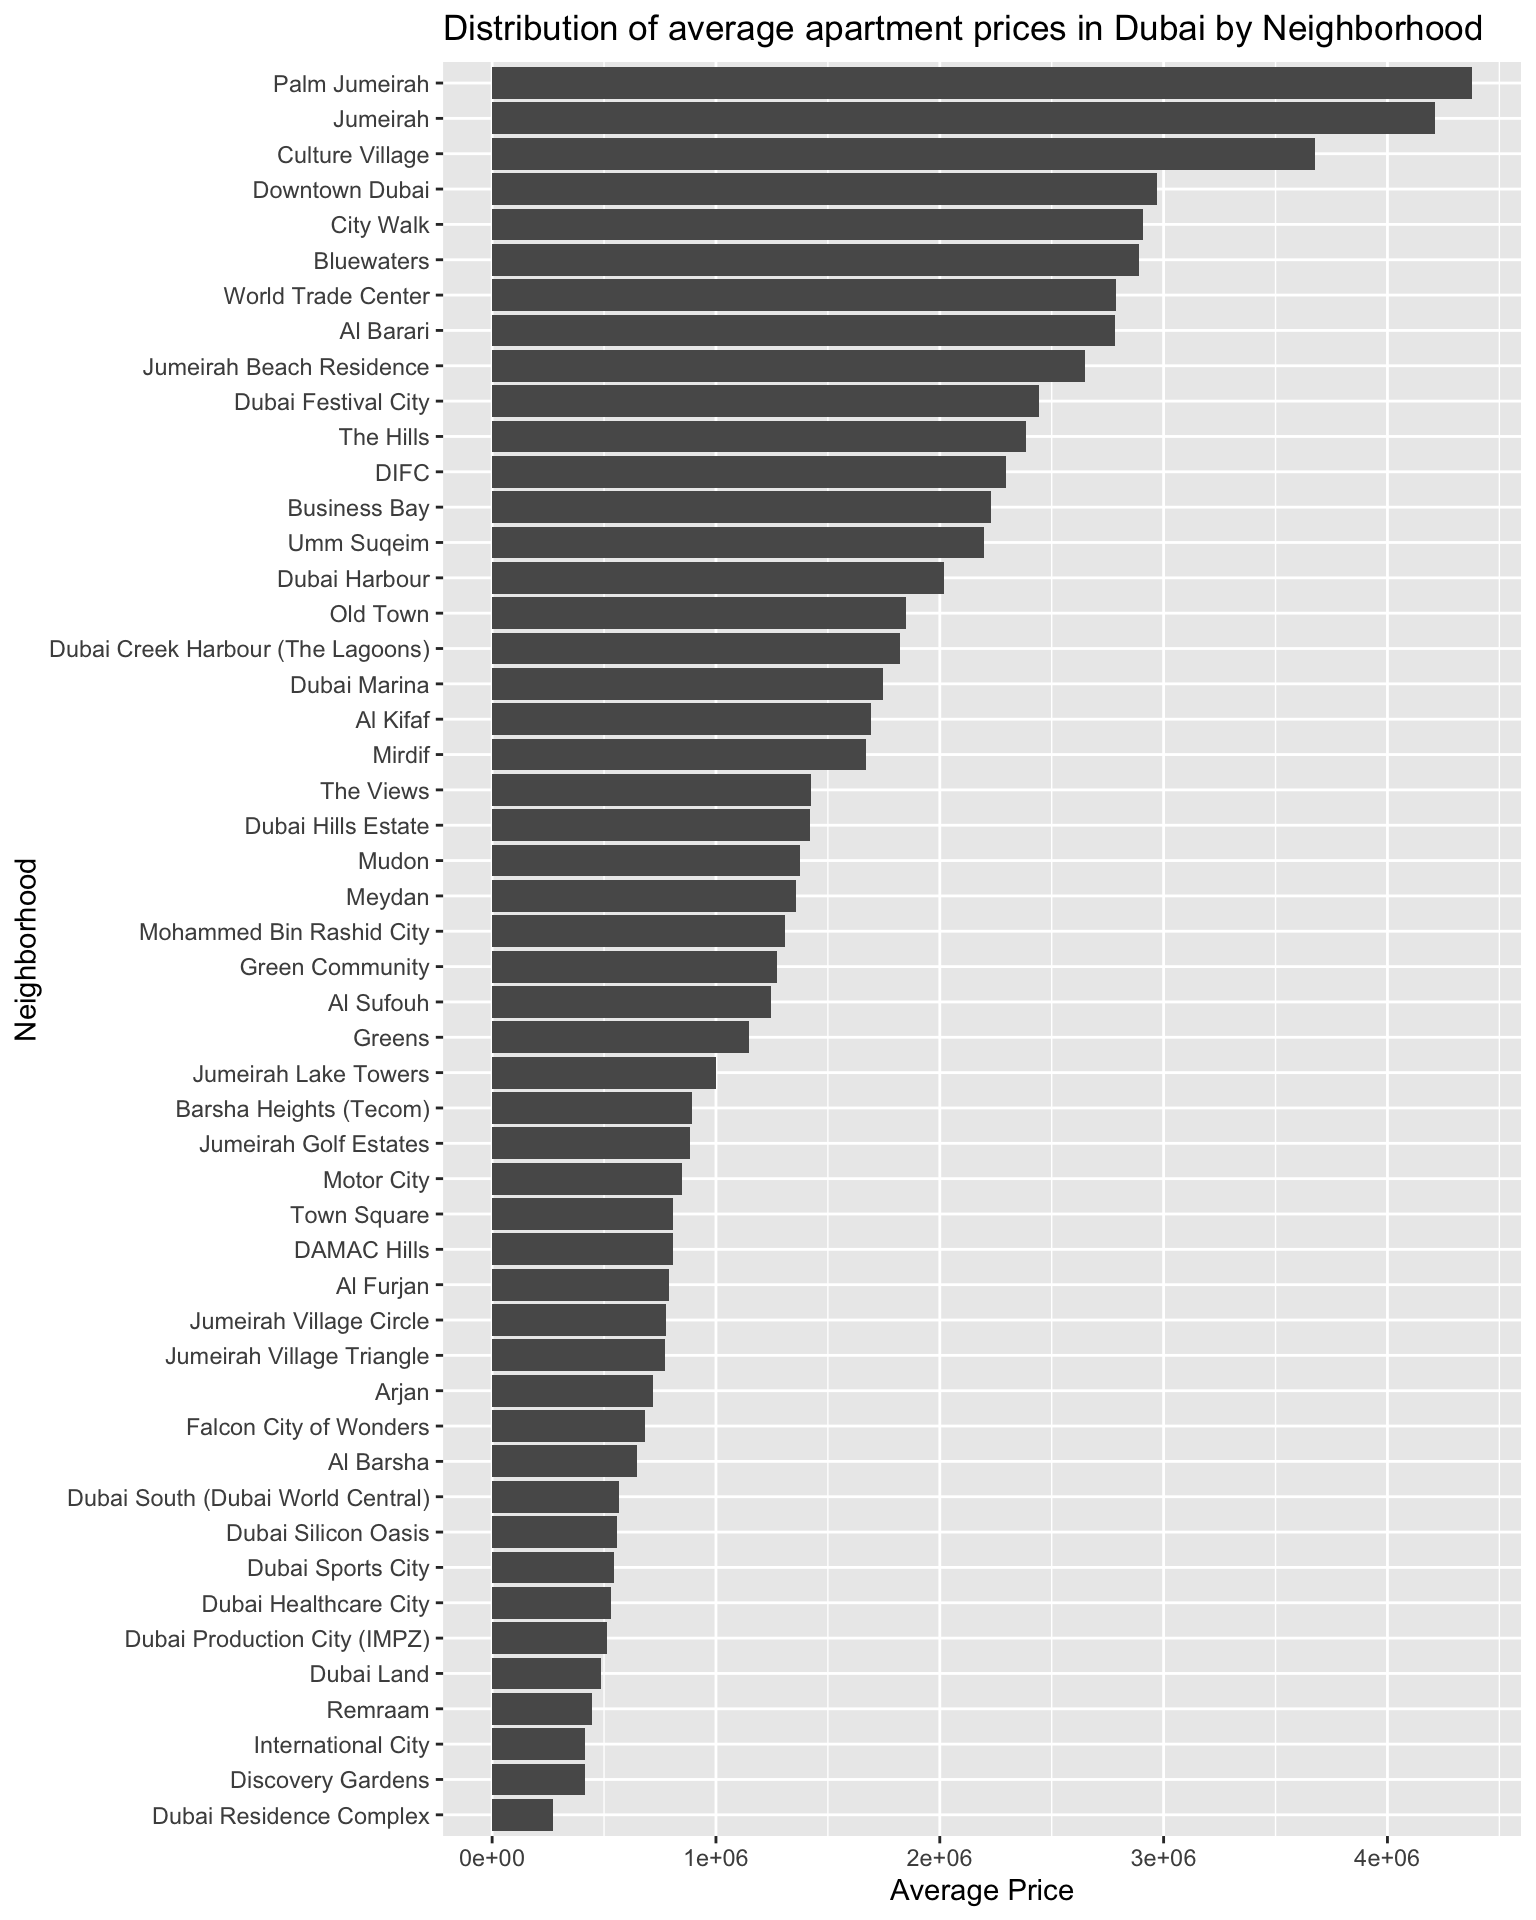 Distribution of average apartment prices in Dubai by Neighborhood
Palm Jumeirah
Jumeirah
Culture Village
Downtown Dubai
City Walk
Bluewaters
World Trade Center
Al Barari
Jumeirah Beach Residence
Dubai Festival City
The Hills
DIFC
Business Bay
Umm Suqeim
Dubai Harbour
Old Town
Dubai Creek Harbour (The Lagoons)
Dubai Marina
Al Kifaf
Mirdif
The Views
Dubai Hills Estate
Mudon
Meydan
Mohammed Bin Rashid City
Green Community
Al Sufouh
Greens
Jumeirah Lake Towers
Barsha Heights (Tecom)
Jumeirah Golf Estates
Motor City
Town Square
DAMAC Hills
Al Furjan
Jumeirah Village Circle
Jumeirah Village Triangle
Arjan
Falcon City of Wonders
Al Barsha
Dubai South (Dubai World Central)
Dubai Silicon Oasis
Dubai Sports City
Dubai Healthcare City
Dubai Production City (IMPZ)
Dubai Land
Remraam
International City
Discovery Gardens
Dubai Residence Complex
Neighborhood
0e+00 1e+06 2e+06 3e+06 4e+06
Average Price